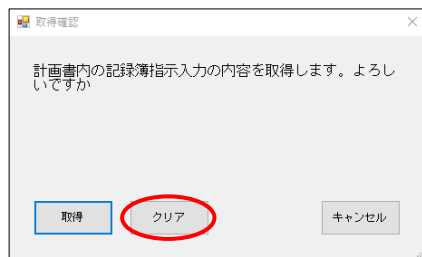 取得確認
計画書内の記録簿指示入力の内容を取得します。よろし
いですか
取得 クリア キャンセル